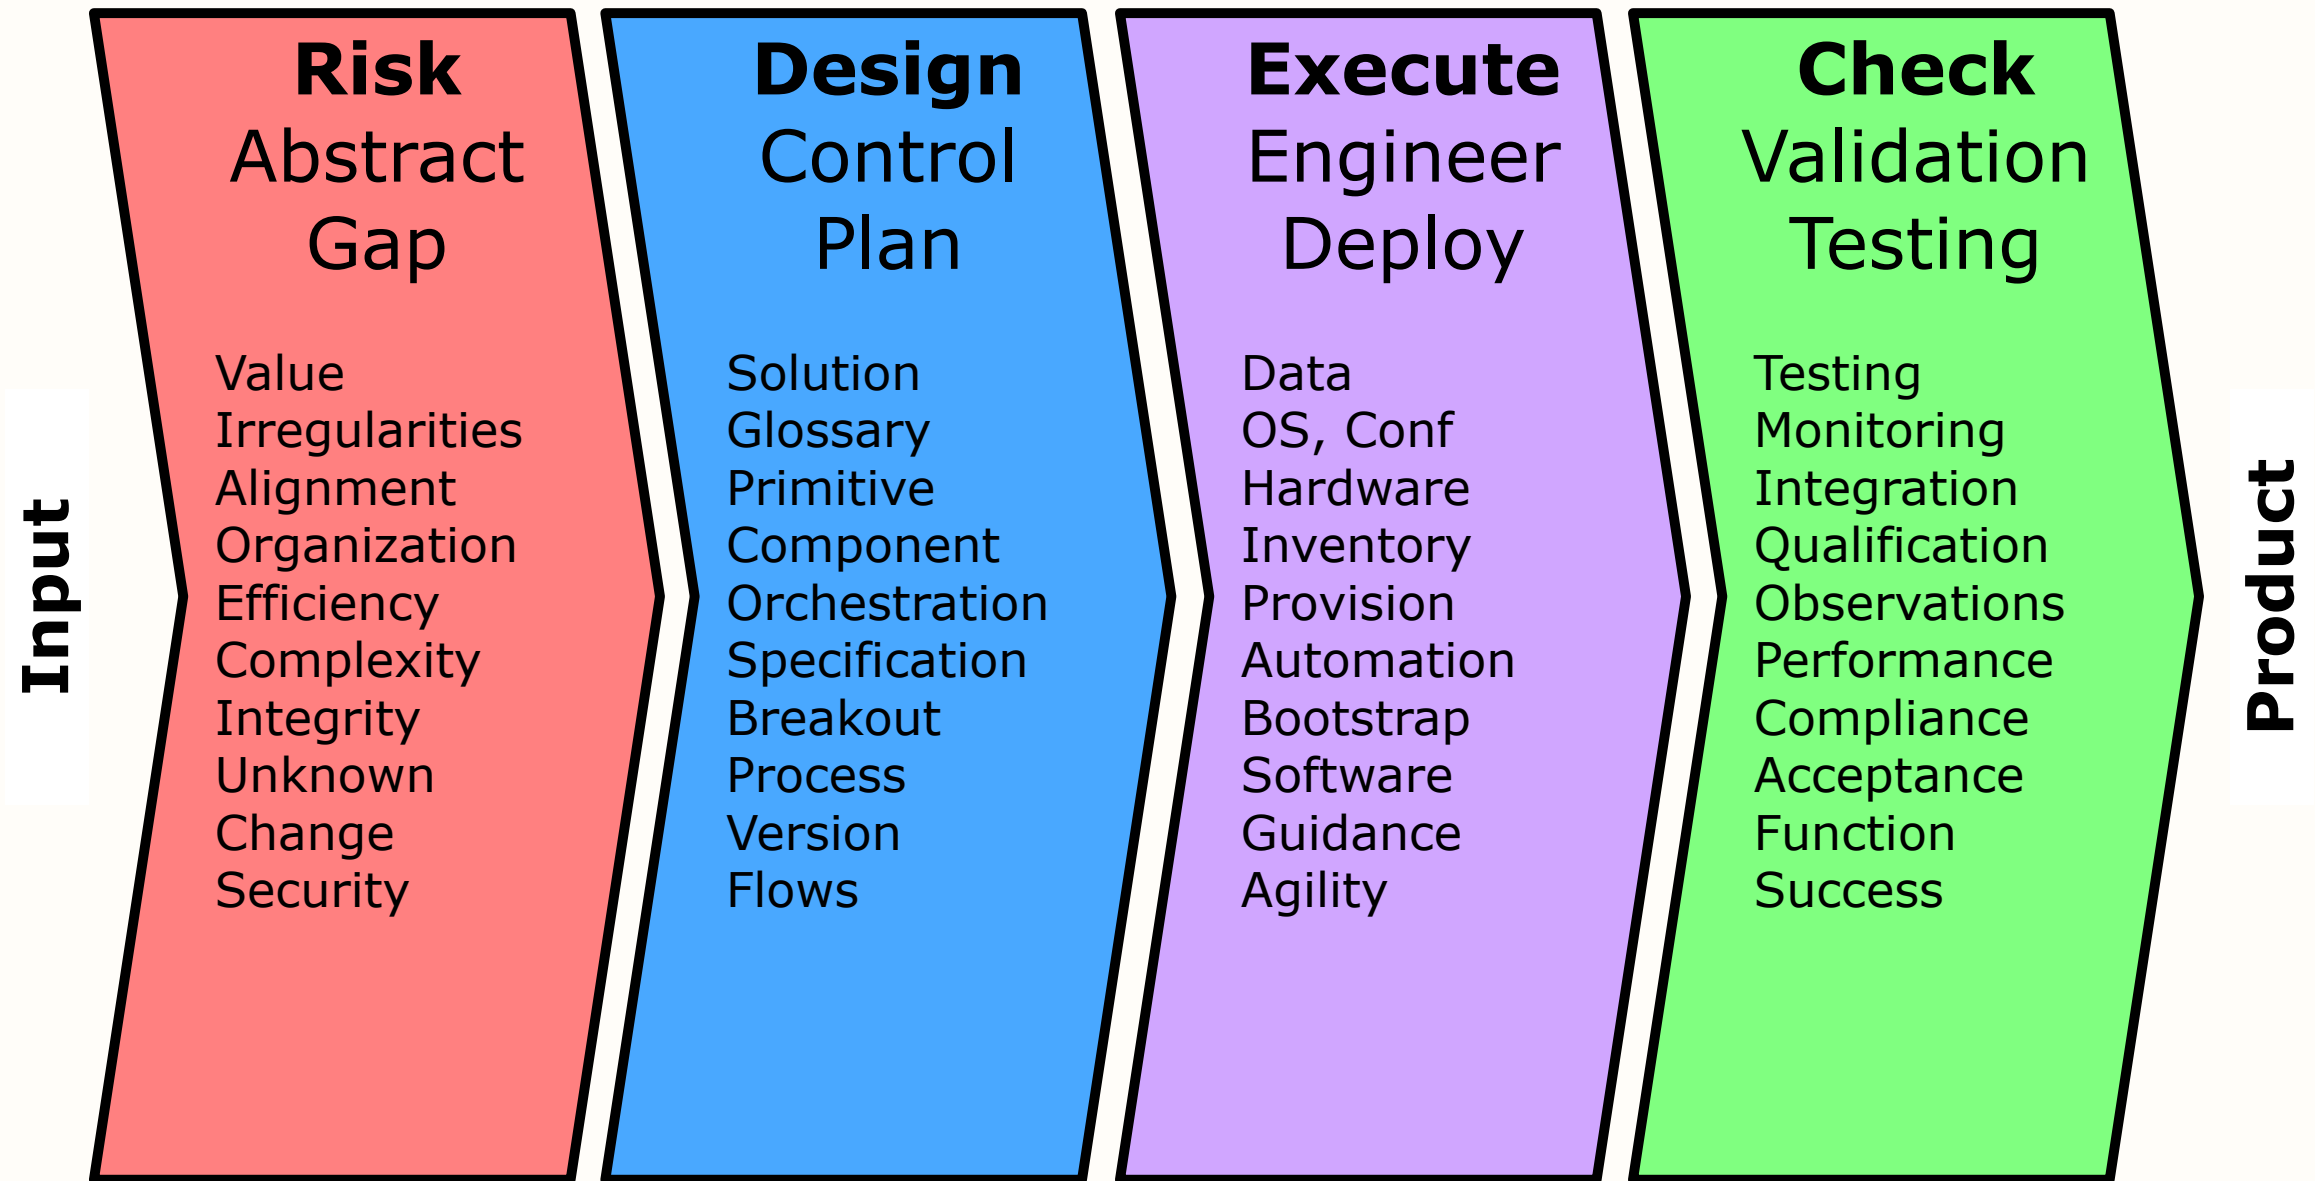 Input
Risk
Abstract
Gap
Value
Irregularities
Alignment
Organization
Efficiency
Complexity
Integrity
Unknown
Change
Security
Design
Control
Plan
Solution
Glossary
Primitive
Component
Orchestration
Specification
Breakout
Process
Version
Flows
Execute
Engineer
Deploy
Data
OS, Conf
Hardware
Inventory
Provision
Automation
Bootstrap
Software
Guidance
Agility
Check
Validation
Testing
Testing
Monitoring
Integration
Qualification
Observations
Performance
Compliance
Acceptance
Function
Success
Product